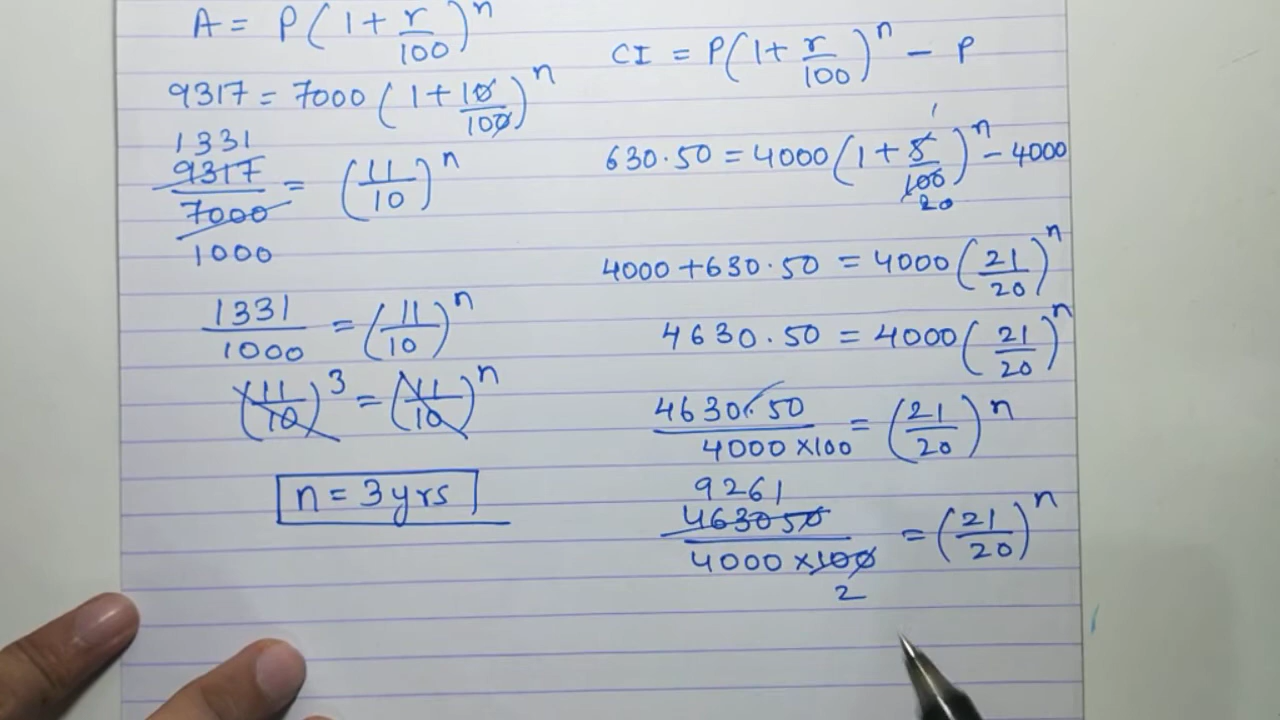 A = P(1 + r/100)^n
9317 = 7000 (1 + 10/100)^n
1331
9317/7000 = (11/10)^n
1000
1331/1000 = (11/10)^n
(11/10)^3 = (11/10)^n
n = 3 yrs
CI = P(1 + r/100)^n - P
1
630.50 = 4000 (1 + 5/100)^n - 4000
20
4000 + 630.50 = 4000 (21/20)^n
4630.50 = 4000 (21/20)^n
4630.50/4000 × 100 = (21/20)^n
9261
463050/4000 × 100 = (21/20)^n
2